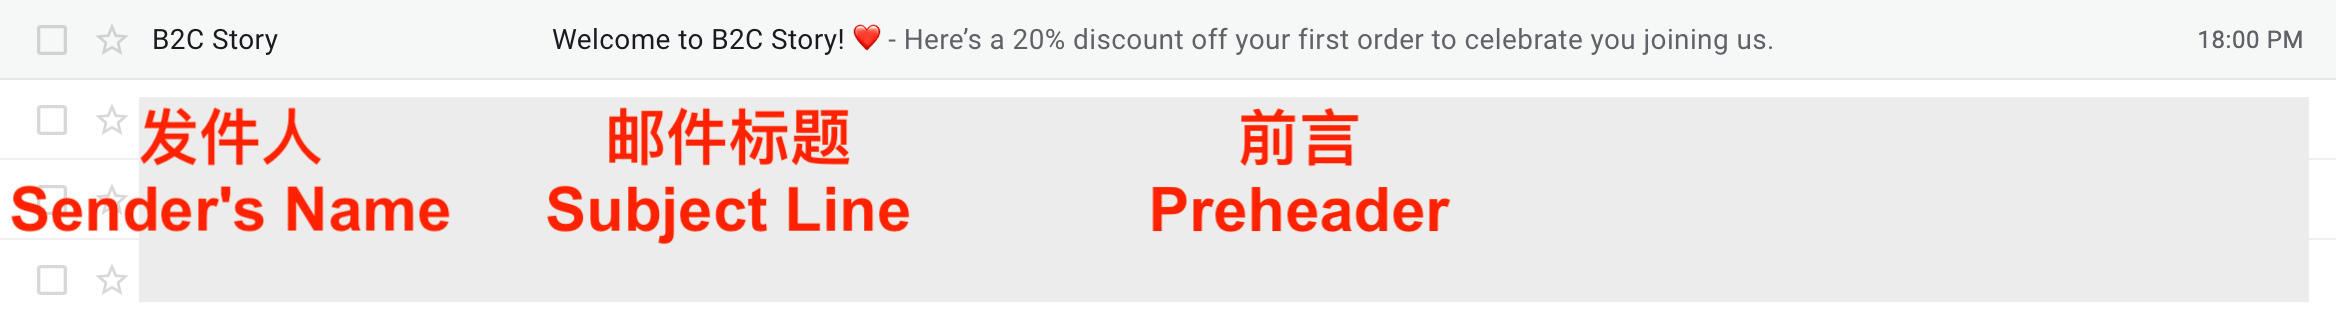 B2C Story Welcome to B2C Story! ❤️ - Here’s a 20% discount off your first order to celebrate you joining us. 18:00 PM
发件人 邮件标题 前言
Sender's Name Subject Line Preheader